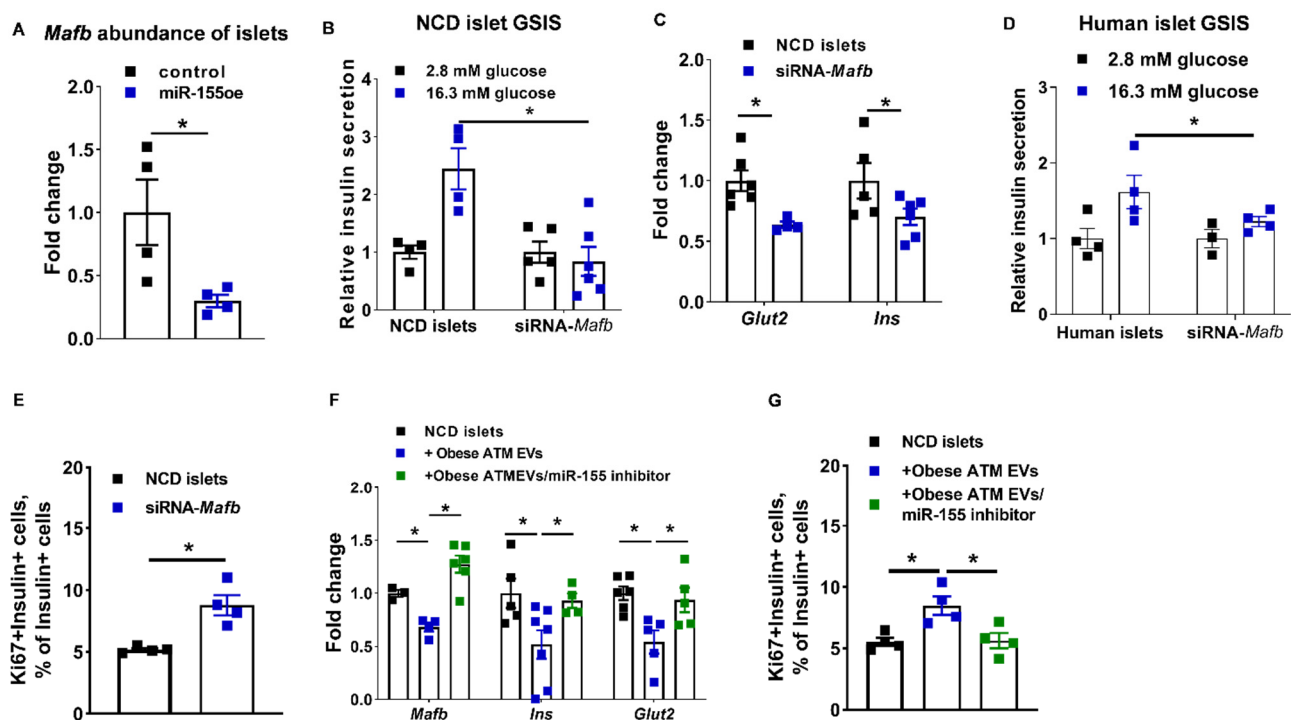 A
Mafb abundance of islets
control
miR-155oe
*
Fold change
1.5 2.0
1.0
0.5
0.0
B
NCD islet GSIS
2.8 mM glucose
16.3 mM glucose
*
Relative insulin secretion
4
3
2
1
0
NCD islets siRNA-Mafb
C
NCD islets
siRNA-Mafb
* *
Fold change
1.5
1.0
0.5
0.0
Glut2 Ins
D
Human islet GSIS
2.8 mM glucose
16.3 mM glucose
*
Relative insulin secretion
3
2
1
0
Human islets siRNA-Mafb
E
NCD islets
siRNA-Mafb
*
Ki67+Insulin+ cells,
% of Insulin+ cells
20
15
10
5
0
F
NCD islets
+ Obese ATM EVs
+Obese ATMEVs/miR-155 inhibitor
* * * * * *
Fold change
2.0
1.5
1.0
0.5
0.0
Mafb Ins Glut2
G
NCD islets
+Obese ATM EVs
+Obese ATM EVs/
miR-155 inhibitor
* *
Ki67+Insulin+ cells,
% of Insulin+ cells
20
15
10
5
0